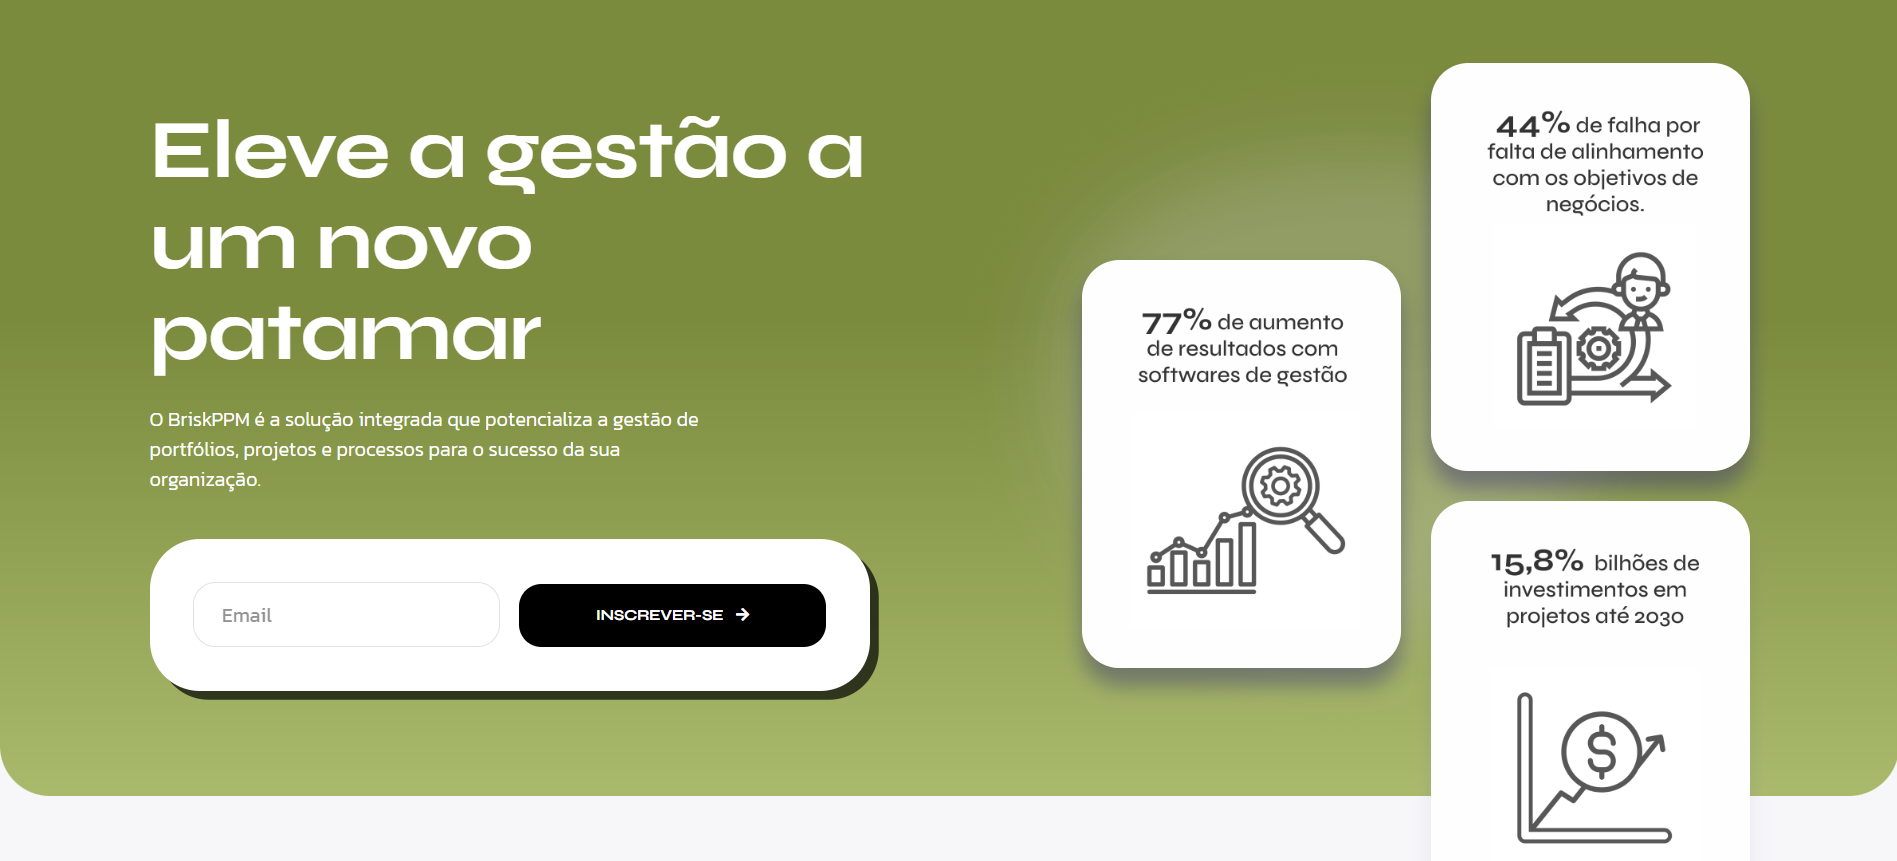 Eleve a gestão a
um novo
patamar
O BriskPPM é a solução integrada que potencializa a gestão de
portfólios, projetos e processos para o sucesso da sua
organização.
Email
INSCREVER-SE
77% de aumento
de resultados com
softwares de gestão
44% de falha por
falta de alinhamento
com os objetivos de
negócios.
15,8% bilhões de
investimentos em
projetos até 2030